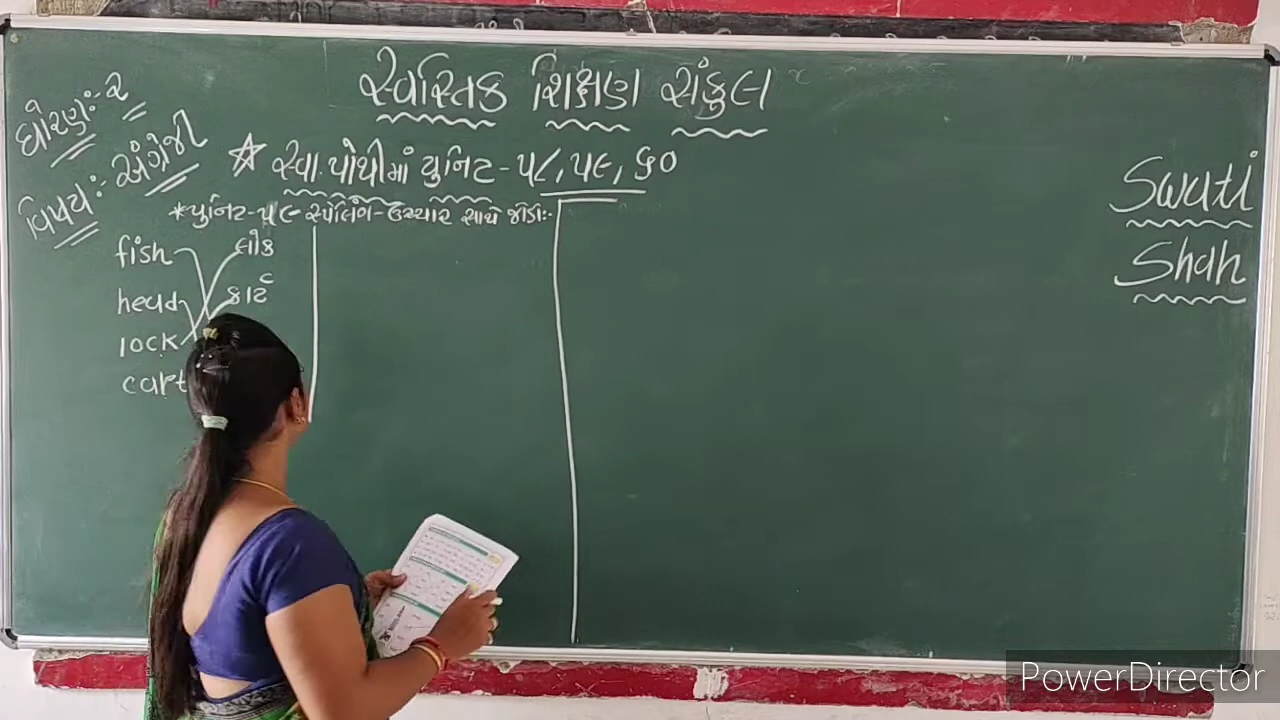 સ્વસ્તિક શિક્ષણ સંકુલ
ધોરણઃ- ૨
વિષયઃ- અંગ્રેજી
સ્વા. પોથીમાં યુનિટ - ૫૮, ૫૯, ૬૦
* યુનિટ - ૫૯ સ્પેલિંગ - ઉચ્ચાર સાથે જોડોઃ-
fish લોક
head કાર્ટ
lock
cart
Swati
Shah
PowerDirector